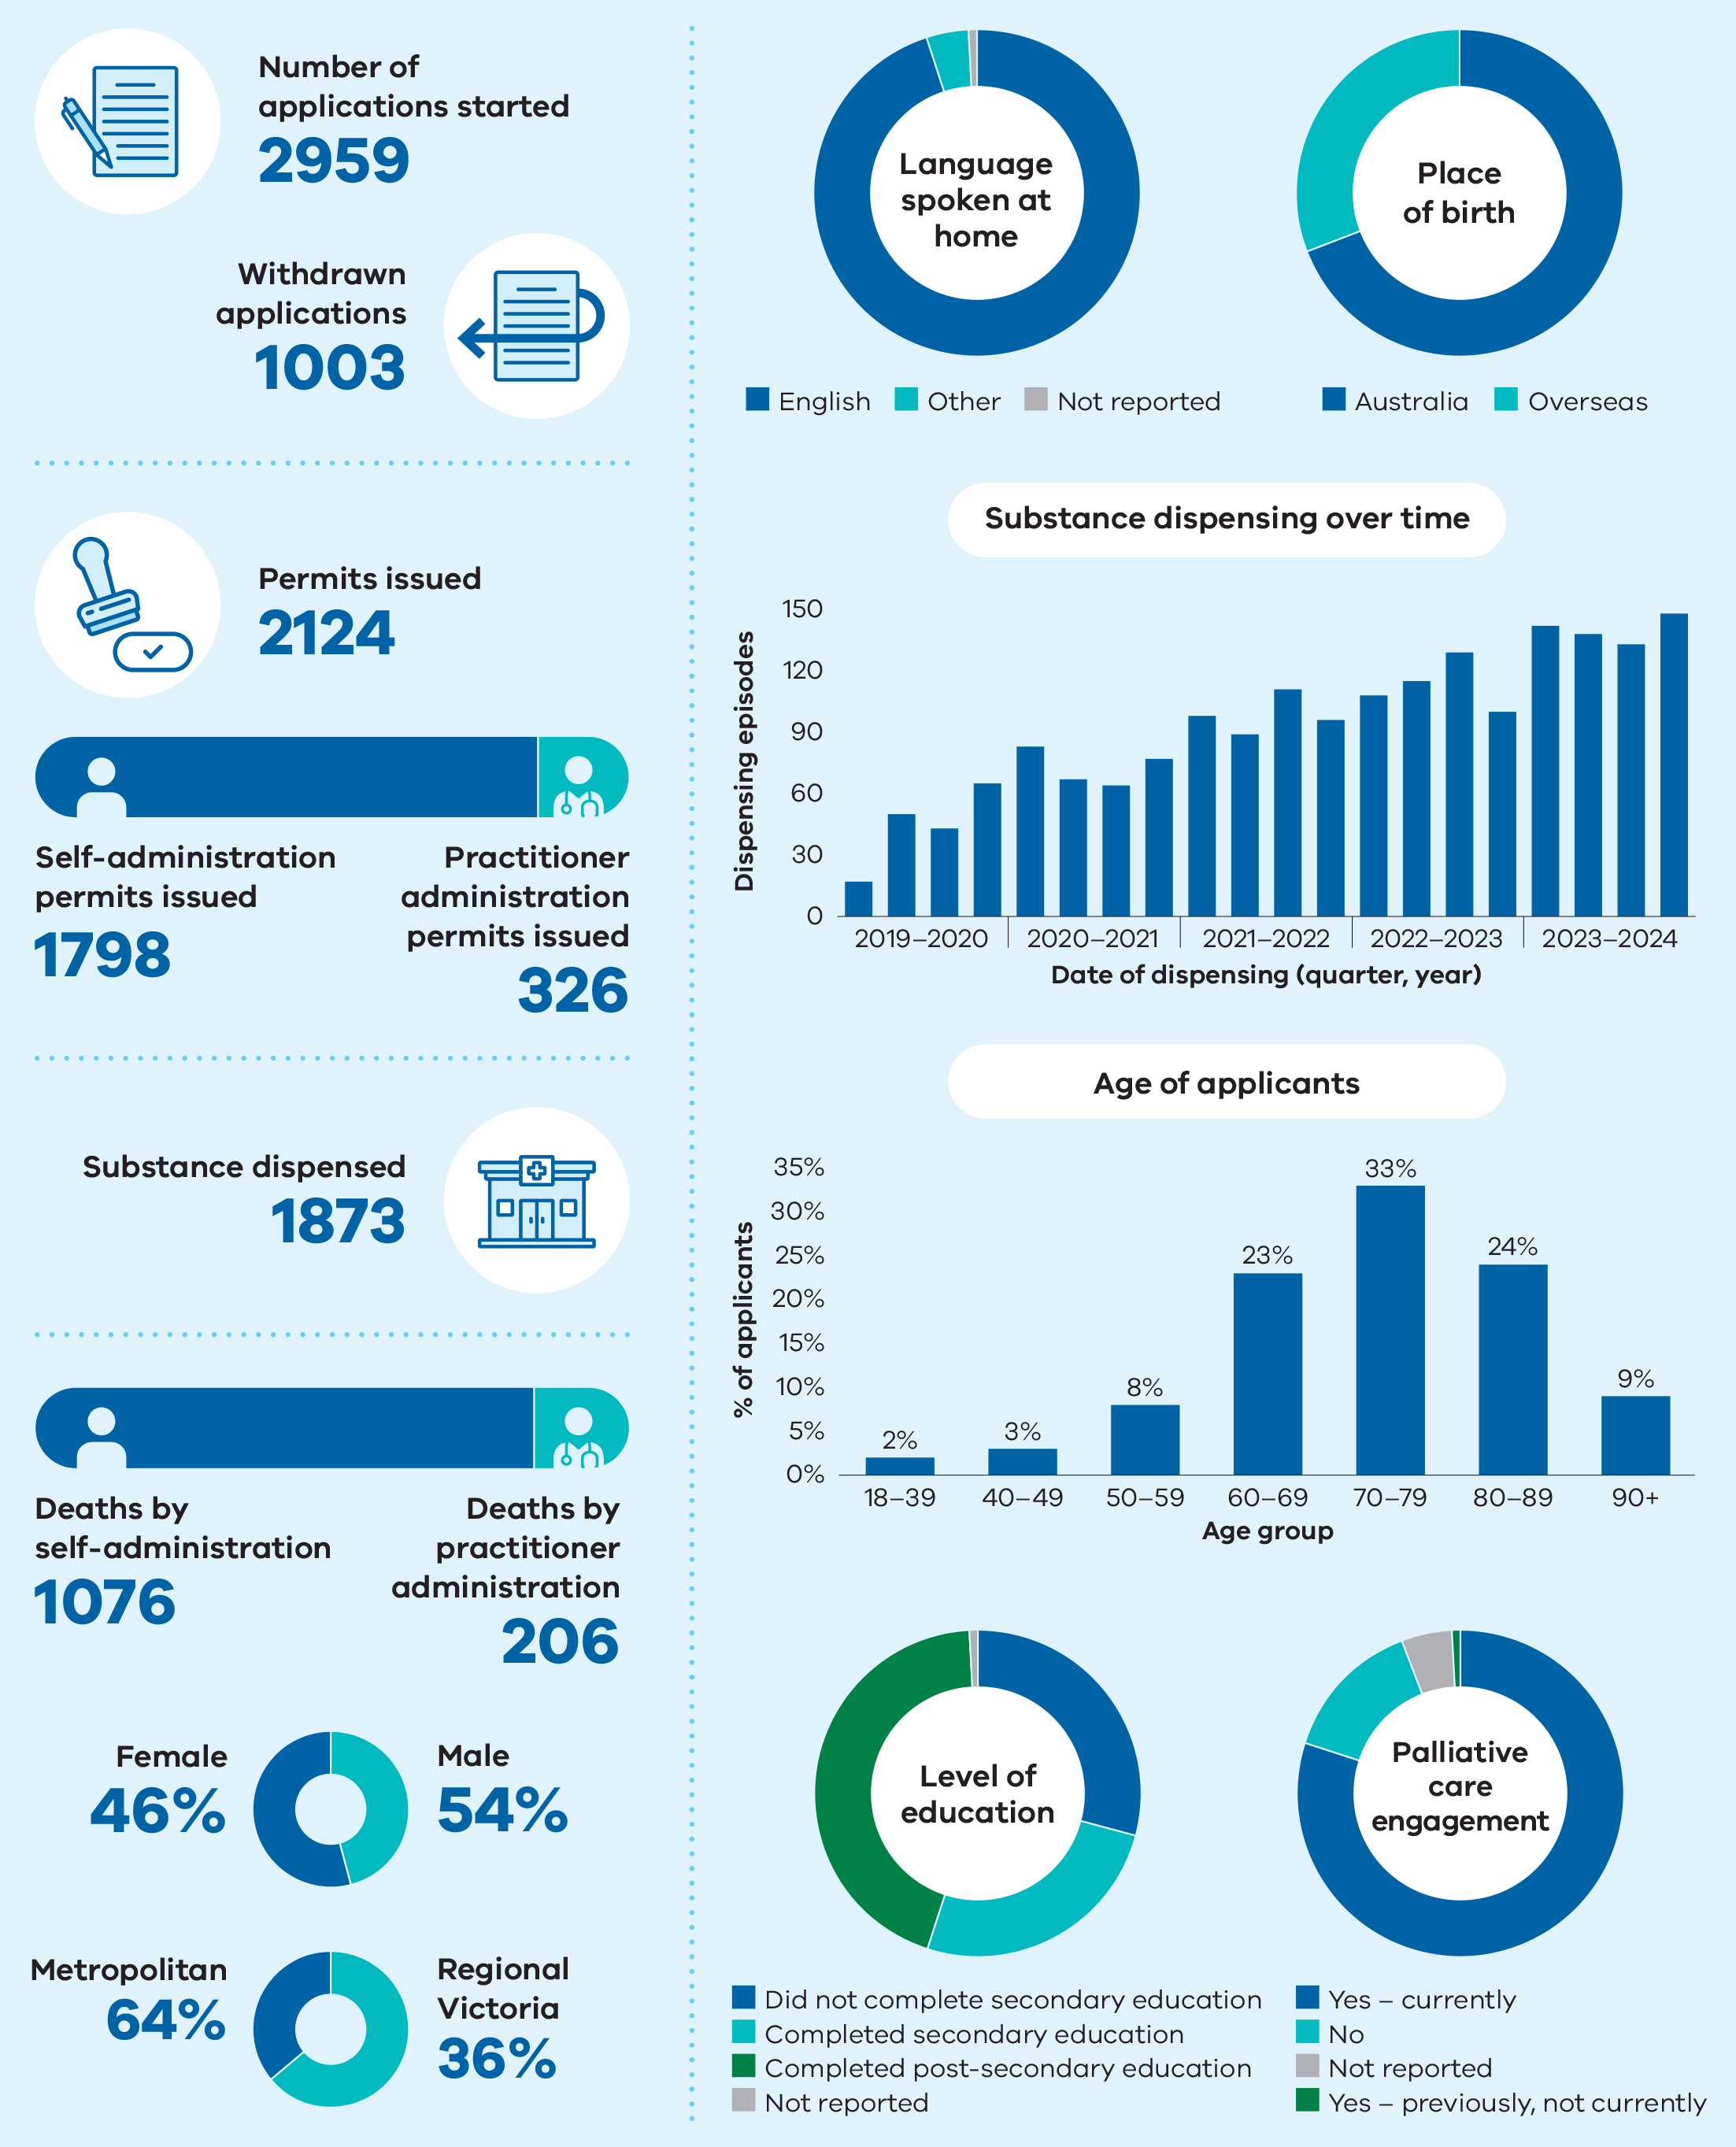 Number of
applications started
2959
Withdrawn
applications
1003
Permits issued
2124
Self-administration
permits issued
1798
Practitioner
administration
permits issued
326
Substance dispensed
1873
Deaths by
self-administration
1076
Deaths by
practitioner
administration
206
Female
46%
Male
54%
Metropolitan
64%
Regional
Victoria
36%
Language
spoken at
home
English
Other
Not reported
Place
of birth
Australia
Overseas
Substance dispensing over time
Dispensing episodes
150
120
90
60
30
0
2019–2020
2020–2021
2021–2022
2022–2023
2023–2024
Date of dispensing (quarter, year)
Age of applicants
% of applicants
35%
30%
25%
20%
15%
10%
5%
0%
2%
3%
8%
23%
33%
24%
9%
18–39
40–49
50–59
60–69
70–79
80–89
90+
Age group
Level of
education
Did not complete secondary education
Completed secondary education
Completed post-secondary education
Not reported
Palliative
care
engagement
Yes – currently
No
Not reported
Yes – previously, not currently